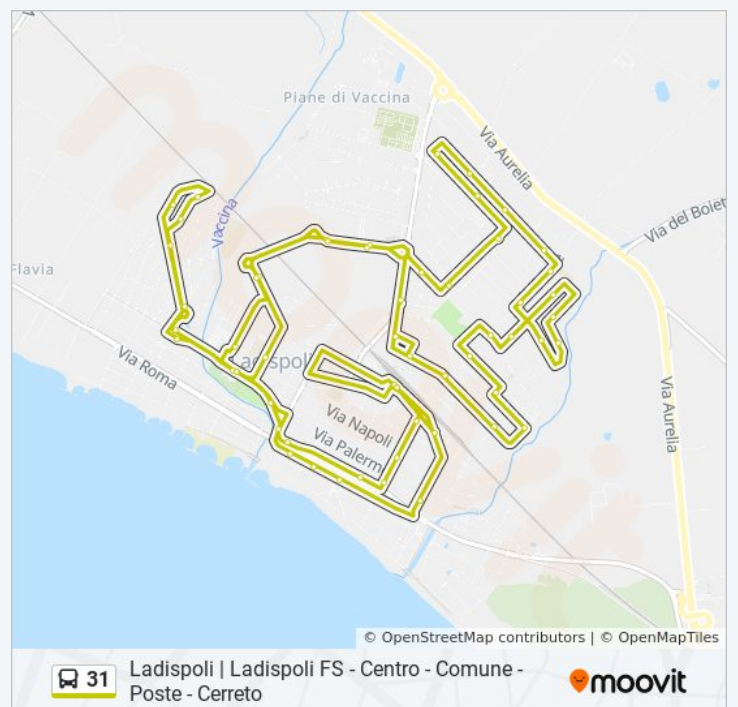 Piane di Vaccina
Via Aurelia
Via del Boiet
Vaccina
Flavia
Via Roma
Ladispoli
Via Napoli
Via Palerm
Via Aurelia
© OpenStreetMap contributors | © OpenMapTiles
31
Ladispoli | Ladispoli FS - Centro - Comune -
Poste - Cerreto
moovit